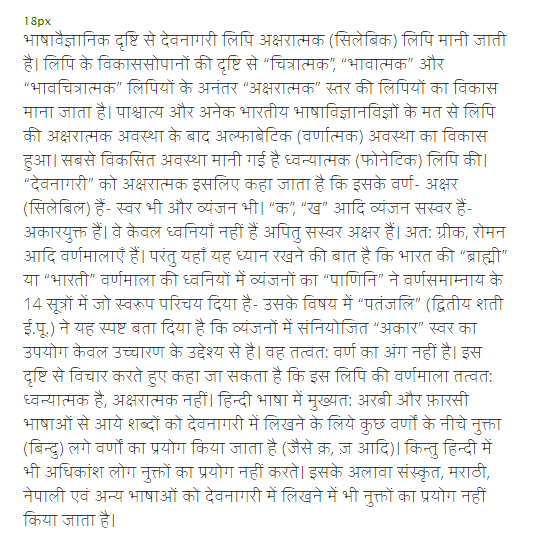 18px
भाषावैज्ञानिक दृष्टि से देवनागरी लिपि अक्षरात्मक (सिलेबिक) लिपि मानी जाती
है। लिपि के विकाससोपानों की दृष्टि से “चित्रात्मक”, “भावात्मक” और
“भावचित्रात्मक” लिपियों के अनंतर “अक्षरात्मक” स्तर की लिपियों का विकास
माना जाता है। पाश्चात्य और अनेक भारतीय भाषाविज्ञानविज्ञों के मत से लिपि
की अक्षरात्मक अवस्था के बाद अल्फाबेटिक (वर्णात्मक) अवस्था का विकास
हुआ। सबसे विकसित अवस्था मानी गई है ध्वन्यात्मक (फोनेटिक) लिपि की।
“देवनागरी” को अक्षरात्मक इसलिए कहा जाता है कि इसके वर्ण- अक्षर
(सिलेबिल) हैं- स्वर भी और व्यंजन भी। “क”, “ख” आदि व्यंजन सस्वर हैं-
अकारयुक्त हैं। वे केवल ध्वनियाँ नहीं हैं अपितु सस्वर अक्षर हैं। अत: ग्रीक, रोमन
आदि वर्णमालाएँ हैं। परंतु यहाँ यह ध्यान रखने की बात है कि भारत की “ब्राह्मी”
या “भारती” वर्णमाला की ध्वनियों में व्यंजनों का “पाणिनि” ने वर्णसमाम्नाय के
14 सूत्रों में जो स्वरूप परिचय दिया है- उसके विषय में “पतंजलि” (द्वितीय शती
ई.पू.) ने यह स्पष्ट बता दिया है कि व्यंजनों में संनियोजित “अकार” स्वर का
उपयोग केवल उच्चारण के उद्देश्य से है। वह तत्वत: वर्ण का अंग नहीं है। इस
दृष्टि से विचार करते हुए कहा जा सकता है कि इस लिपि की वर्णमाला तत्वत:
ध्वन्यात्मक है, अक्षरात्मक नहीं। हिन्दी भाषा में मुख्यत: अरबी और फ़ारसी
भाषाओं से आये शब्दों को देवनागरी में लिखने के लिये कुछ वर्णों के नीचे नुक्ता
(बिन्दु) लगे वर्णों का प्रयोग किया जाता है (जैसे क़, ज़ आदि)। किन्तु हिन्दी में
भी अधिकांश लोग नुक्तों का प्रयोग नहीं करते। इसके अलावा संस्कृत, मराठी,
नेपाली एवं अन्य भाषाओं को देवनागरी में लिखने में भी नुक्तों का प्रयोग नहीं
किया जाता है।